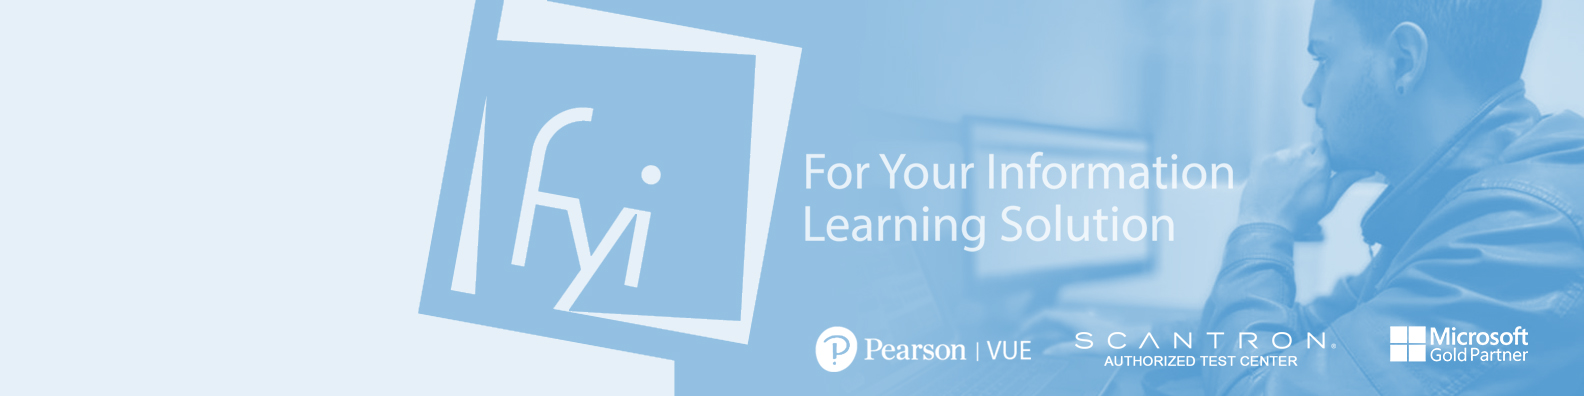 fyi
For Your Information
Learning Solution
Pearson | VUE
SCANTRON®
AUTHORIZED TEST CENTER
Microsoft
Gold Partner